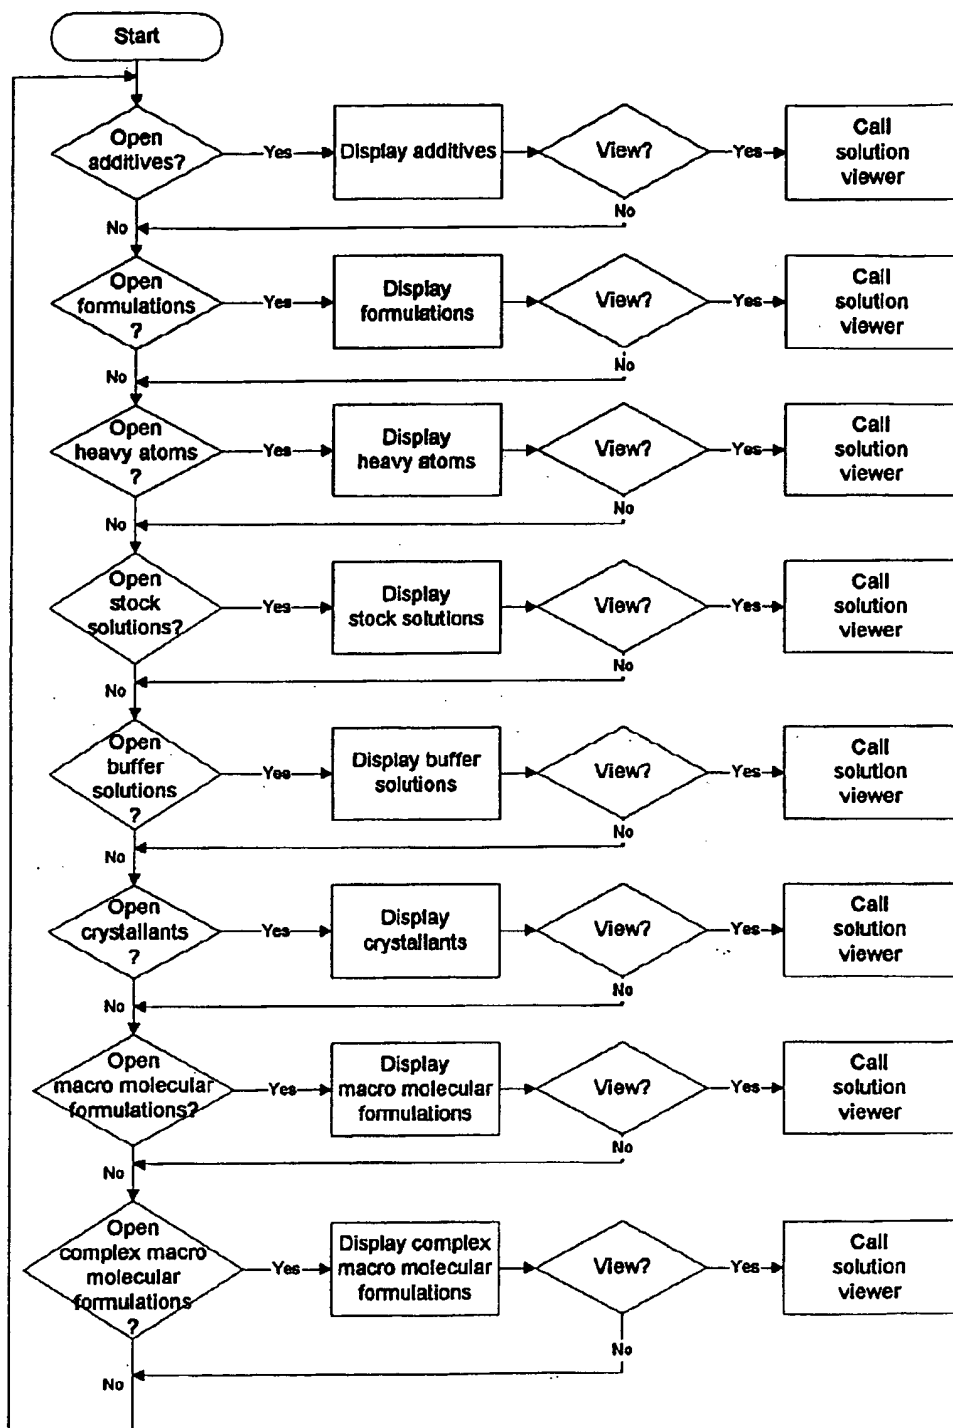 Start
Open
additives?
Yes
Display additives
View?
Yes
Call
solution
viewer
No
No
Open
formulations
?
Yes
Display
formulations
View?
Yes
Call
solution
viewer
No
No
Open
heavy atoms
?
Yes
Display
heavy atoms
View?
Yes
Call
solution
viewer
No
No
Open
stock
solutions?
Yes
Display
stock solutions
View?
Yes
Call
solution
viewer
No
No
Open
buffer
solutions
?
Yes
Display buffer
solutions
View?
Yes
Call
solution
viewer
No
No
Open
crystallants
?
Yes
Display
crystallants
View?
Yes
Call
solution
viewer
No
No
Open
macro molecular
formulations?
Yes
Display
macro molecular
formulations
View?
Yes
Call
solution
viewer
No
No
Open
complex macro
molecular
formulations
?
Yes
Display complex
macro molecular
formulations
View?
Yes
Call
solution
viewer
No
No